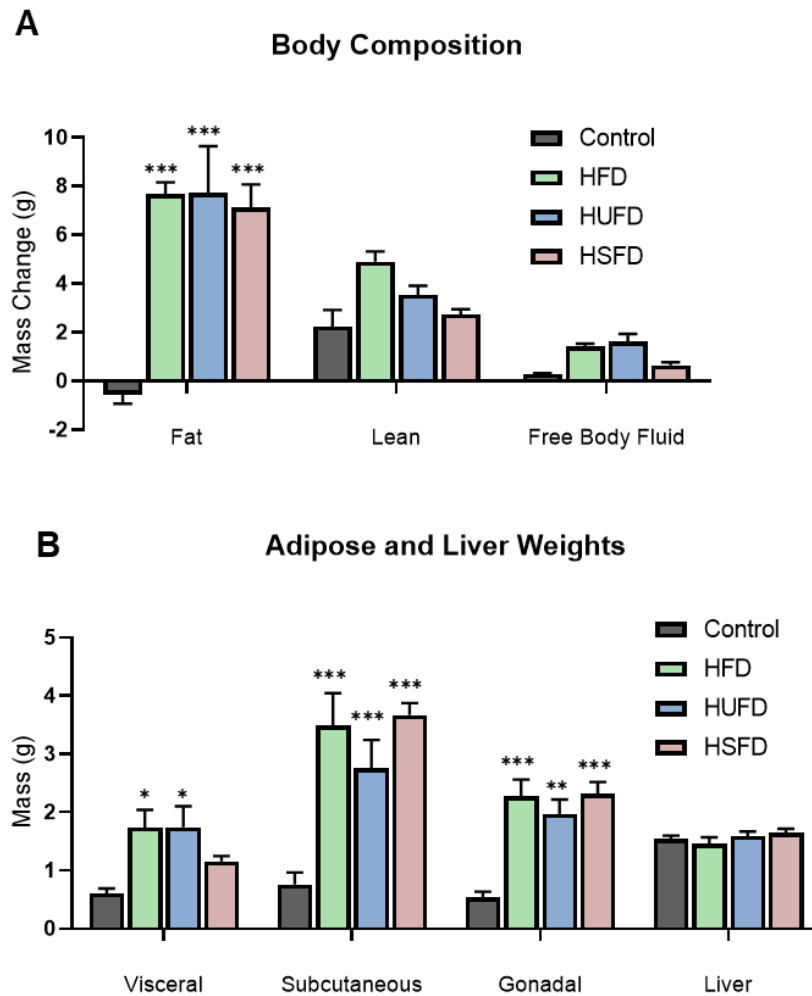 A
Body Composition
Mass Change (g)
10
8
6
4
2
0
-2
***
***
***
Control
HFD
HUFD
HSFD
Fat
Lean
Free Body Fluid
B
Adipose and Liver Weights
Mass (g)
5
4
3
2
1
0
*
*
***
***
***
***
**
***
Control
HFD
HUFD
HSFD
Visceral
Subcutaneous
Gonadal
Liver